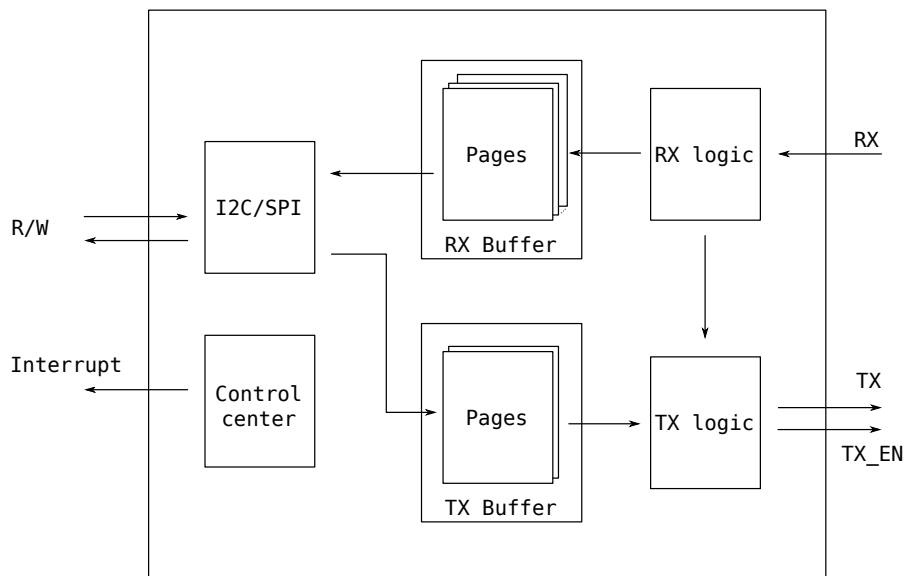 RX
Pages
RX logic
I2C/SPI
R/W
RX Buffer
Interrupt
TX
Control
center
Pages
TX logic
TX_EN
TX Buffer